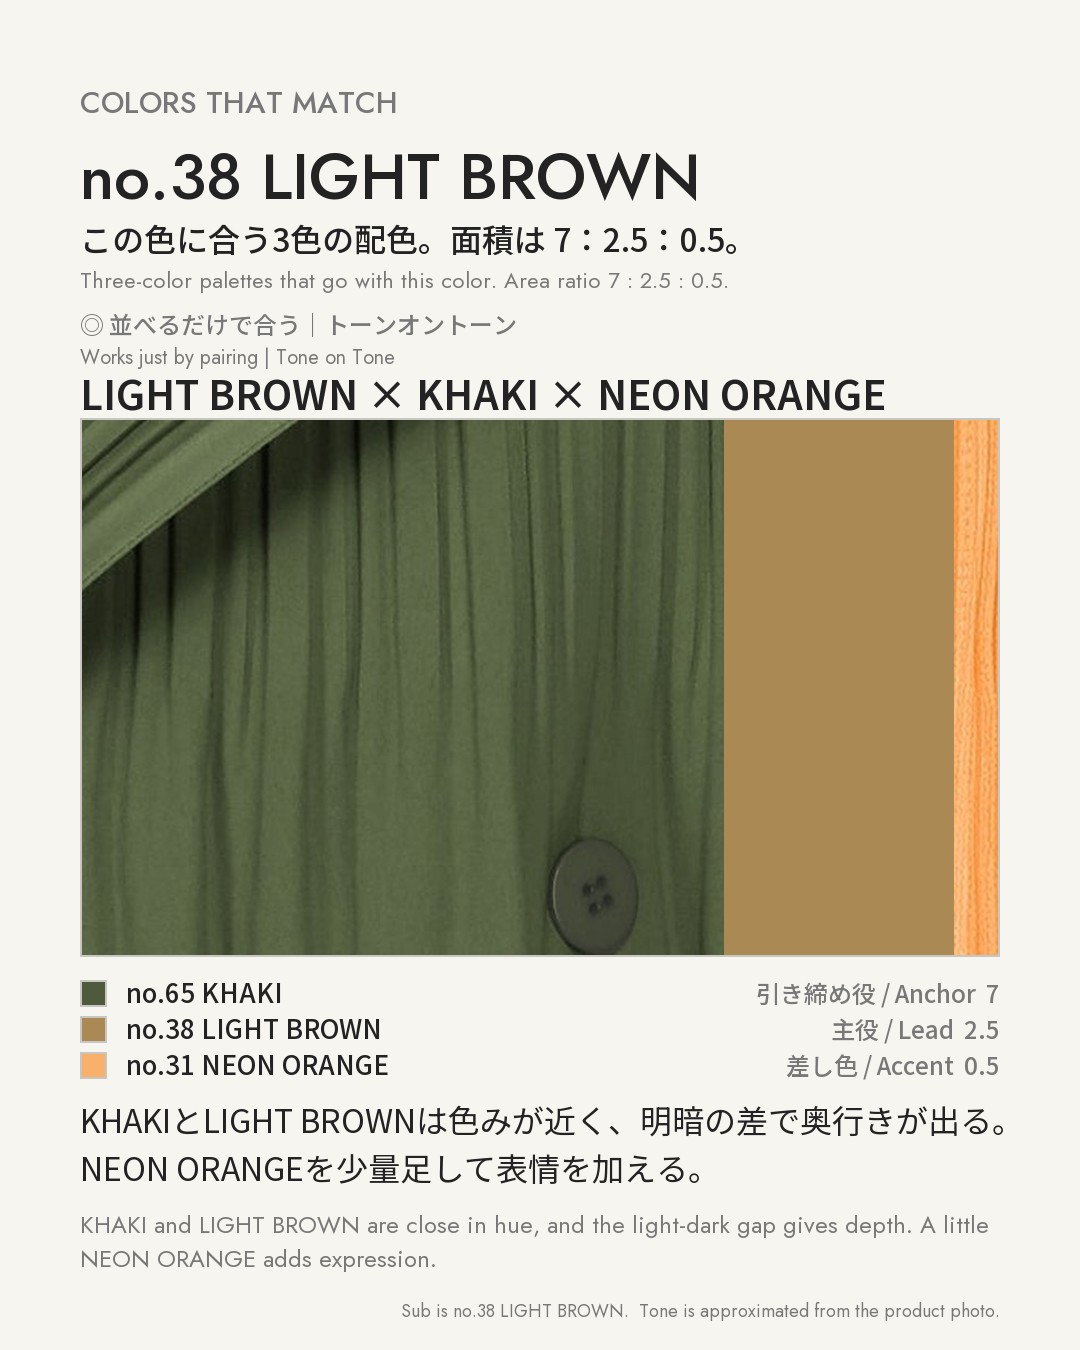 COLORS THAT MATCH
no.38 LIGHT BROWN
この色に合う3色の配色。面積は 7：2.5：0.5。
Three-color palettes that go with this color. Area ratio 7 : 2.5 : 0.5.
◎ 並べるだけで合う｜トーンオントーン
Works just by pairing | Tone on Tone
LIGHT BROWN × KHAKI × NEON ORANGE
no.65 KHAKI 引き締め役 / Anchor 7
no.38 LIGHT BROWN 主役 / Lead 2.5
no.31 NEON ORANGE 差し色 / Accent 0.5
KHAKIとLIGHT BROWNは色みが近く、明暗の差で奥行きが出る。
NEON ORANGEを少量足して表情を加える。
KHAKI and LIGHT BROWN are close in hue, and the light-dark gap gives depth. A little
NEON ORANGE adds expression.
Sub is no.38 LIGHT BROWN. Tone is approximated from the product photo.